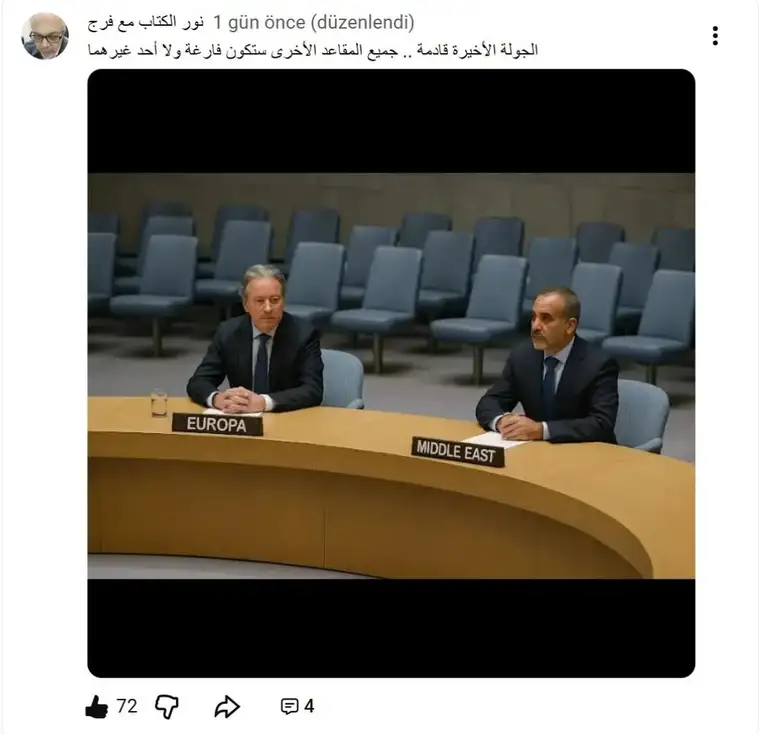 نور الكتاب مع فرج 1 gün önce (düzenlendi)
الجولة الأخيرة قادمة .. جميع المقاعد الأخرى ستكون فارغة ولا أحد غيرهما
EUROPA
MIDDLE EAST
72
4